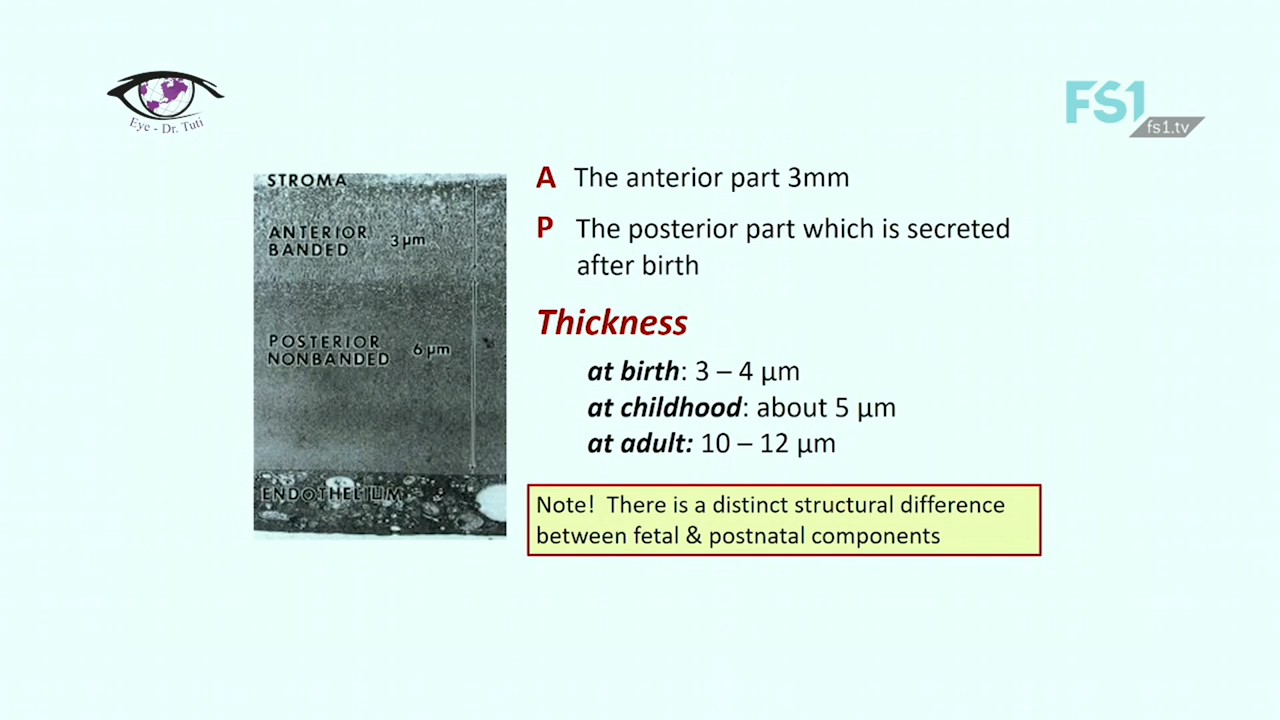 Eye - Dr. Tuti
FS1
fs1.tv
STROMA
ANTERIOR
BANDED 3 µm
POSTERIOR
NONBANDED 6 µm
ENDOTHELIUM
A The anterior part 3mm
P The posterior part which is secreted
after birth
Thickness
at birth: 3 – 4 µm
at childhood: about 5 µm
at adult: 10 – 12 µm
Note! There is a distinct structural difference
between fetal & postnatal components